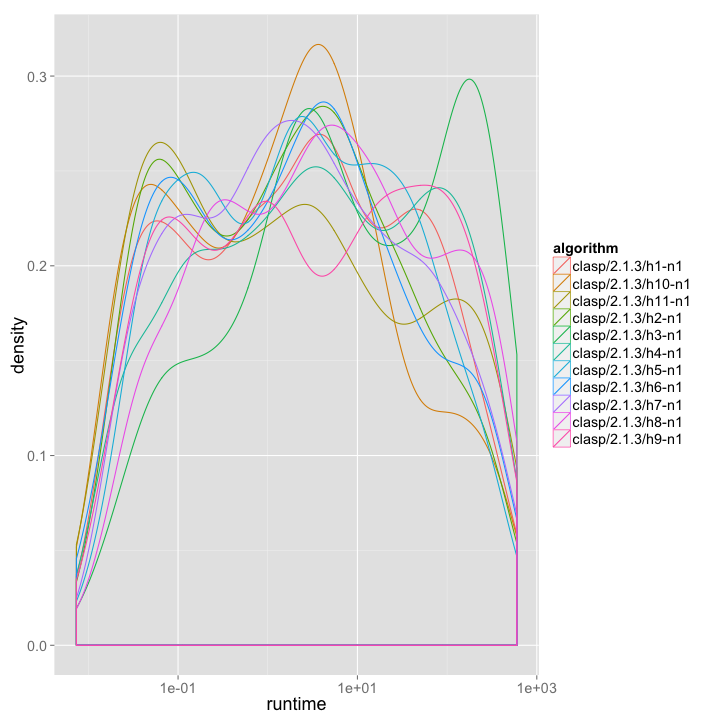 0.3
0.2
0.1
0.0
density
1e-01
1e+01
1e+03
runtime
algorithm
clasp/2.1.3/h1-n1
clasp/2.1.3/h10-n1
clasp/2.1.3/h11-n1
clasp/2.1.3/h2-n1
clasp/2.1.3/h3-n1
clasp/2.1.3/h4-n1
clasp/2.1.3/h5-n1
clasp/2.1.3/h6-n1
clasp/2.1.3/h7-n1
clasp/2.1.3/h8-n1
clasp/2.1.3/h9-n1